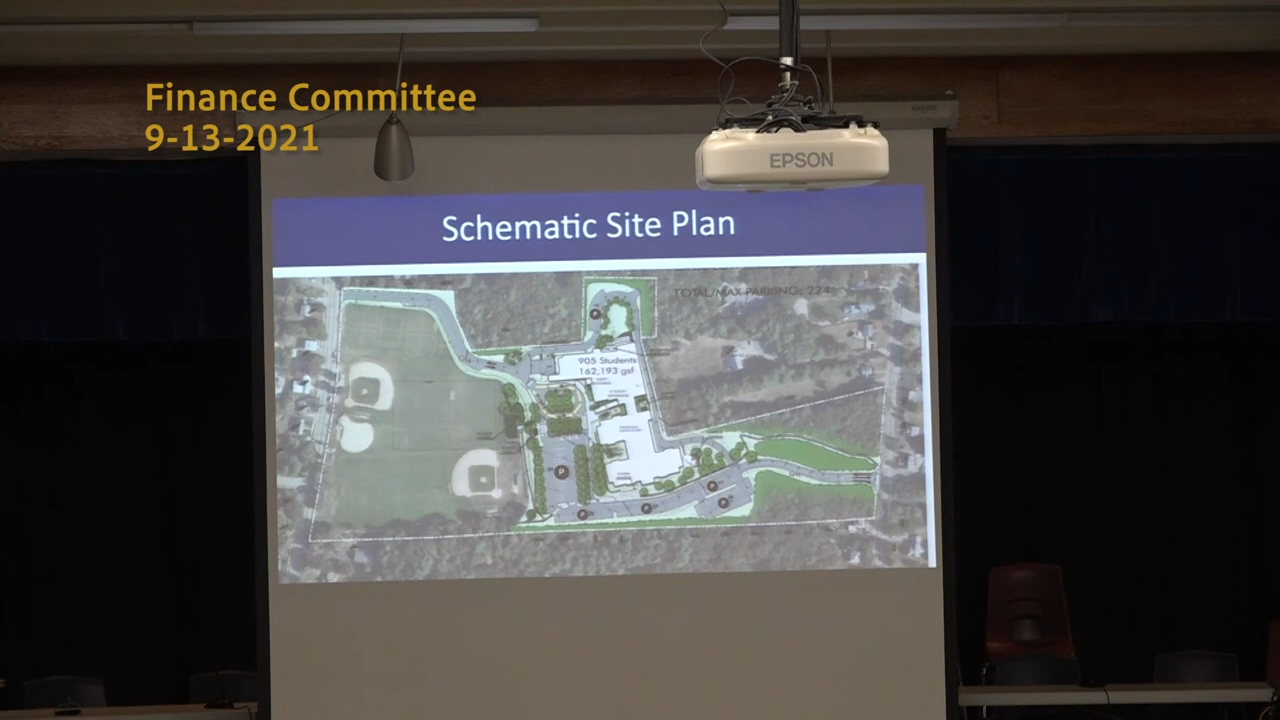 Finance Committee
9-13-2021
EPSON
Schematic Site Plan
TOTAL/MAX PARKING: 224
905 Students
162,193 gsf
P
P
P
P
P
P